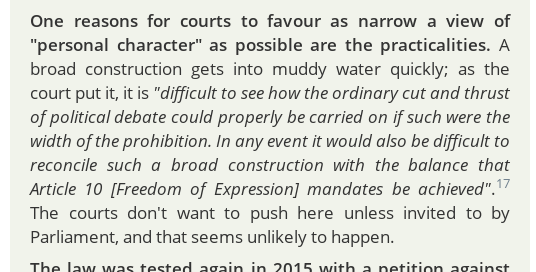 One reasons for courts to favour as narrow a view of
"personal character" as possible are the practicalities. A
broad construction gets into muddy water quickly; as the
court put it, it is "difficult to see how the ordinary cut and thrust
of political debate could properly be carried on if such were the
width of the prohibition. In any event it would also be difficult to
reconcile such a broad construction with the balance that
Article 10 [Freedom of Expression] mandates be achieved".17
The courts don't want to push here unless invited to by
Parliament, and that seems unlikely to happen.
The law was tested again in 2015 with a petition against